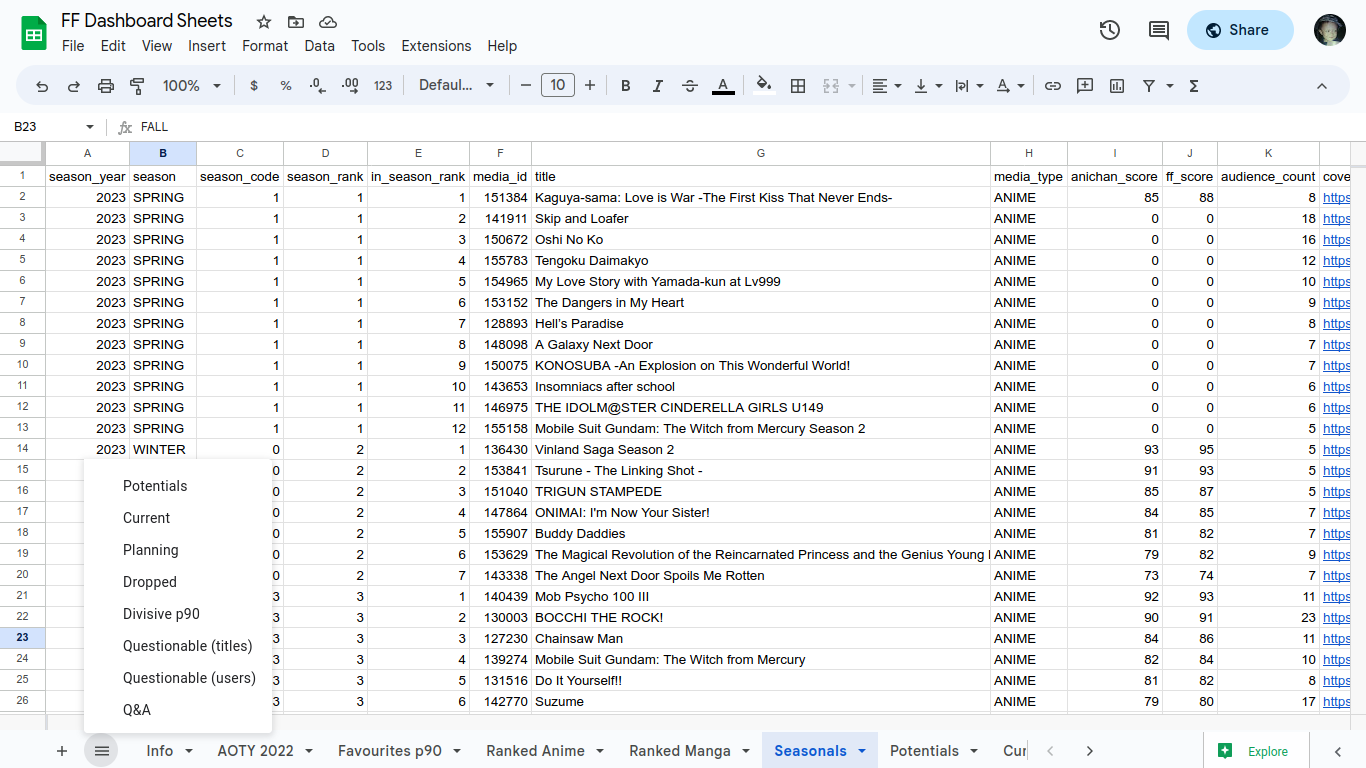 FF Dashboard Sheets
File Edit View Insert Format Data Tools Extensions Help
Share
100% $ % .0 .00 123 Defaul... 10 B I S A Σ
B23 fx FALL
A B C D E F G H I J K
1 season_year season season_code season_rank in_season_rank media_id title media_type anichan_score ff_score audience_count cove
2 2023 SPRING 1 1 1 151384 Kaguya-sama: Love is War -The First Kiss That Never Ends- ANIME 85 88 8 https
3 2023 SPRING 1 1 2 141911 Skip and Loafer ANIME 0 0 18 https
4 2023 SPRING 1 1 3 150672 Oshi No Ko ANIME 0 0 16 https
5 2023 SPRING 1 1 4 155783 Tengoku Daimakyo ANIME 0 0 12 https
6 2023 SPRING 1 1 5 154965 My Love Story with Yamada-kun at Lv999 ANIME 0 0 10 https
7 2023 SPRING 1 1 6 153152 The Dangers in My Heart ANIME 0 0 9 https
8 2023 SPRING 1 1 7 128893 Hell's Paradise ANIME 0 0 8 https
9 2023 SPRING 1 1 8 148098 A Galaxy Next Door ANIME 0 0 7 https
10 2023 SPRING 1 1 9 150075 KONOSUBA -An Explosion on This Wonderful World! ANIME 0 0 7 https
11 2023 SPRING 1 1 10 143653 Insomniacs after school ANIME 0 0 6 https
12 2023 SPRING 1 1 11 146975 THE IDOLM@STER CINDERELLA GIRLS U149 ANIME 0 0 6 https
13 2023 SPRING 1 1 12 155158 Mobile Suit Gundam: The Witch from Mercury Season 2 ANIME 0 0 5 https
14 2023 WINTER 0 2 1 136430 Vinland Saga Season 2 ANIME 93 95 5 https
15 0 2 2 153841 Tsurune - The Linking Shot - ANIME 91 93 5 https
16 0 2 3 151040 TRIGUN STAMPEDE ANIME 85 87 5 https
17 0 2 4 147864 ONIMAI: I'm Now Your Sister! ANIME 84 85 7 https
18 0 2 5 155907 Buddy Daddies ANIME 81 82 7 https
19 0 2 6 153629 The Magical Revolution of the Reincarnated Princess and the Genius Young ANIME 79 82 9 https
20 0 2 7 143338 The Angel Next Door Spoils Me Rotten ANIME 73 74 7 https
21 3 3 1 140439 Mob Psycho 100 III ANIME 92 93 11 https
22 3 3 2 130003 BOCCHI THE ROCK! ANIME 90 91 23 https
23 3 3 3 127230 Chainsaw Man ANIME 84 86 11 https
24 3 3 4 139274 Mobile Suit Gundam: The Witch from Mercury ANIME 82 84 10 https
25 3 3 5 131516 Do It Yourself!! ANIME 81 82 8 https
26 3 3 6 142770 Suzume ANIME 79 80 17 https
Potentials
Current
Planning
Dropped
Divisive p90
Questionable (titles)
Questionable (users)
Q&A
Info AOTY 2022 Favourites p90 Ranked Anime Ranked Manga Seasonals Potentials Cur Explore